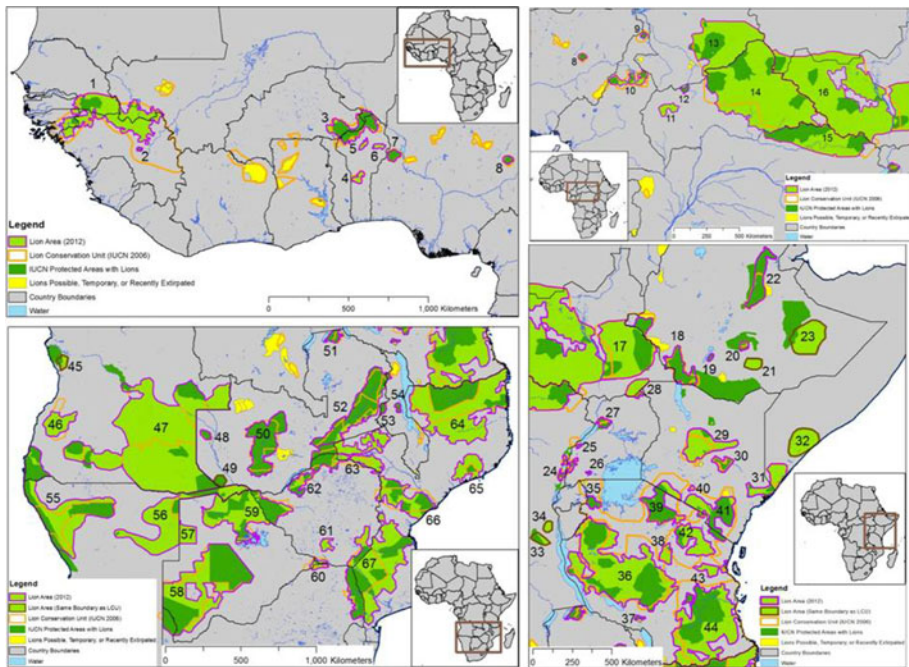 1
2
3
4
5
6
7
8
Legend
Lion Area (2012)
Lion Conservation Unit (IUCN 2006)
IUCN Protected Areas with Lions
Lions Possible, Temporary, or Recently Extirpated
Country Boundaries
Water
0 500 1,000 Kilometers
8
9
10
11
12
13
14
15
16
0 250 500 Kilometers
Legend
Lion Area (2012)
Lion Conservation Unit (IUCN 2006)
IUCN Protected Areas with Lions
Lions Possible, Temporary, or Recently Extirpated
Country Boundaries
Water
45
46
47
48
49
50
51
52
53
54
55
56
57
58
59
60
61
62
63
64
65
66
67
Legend
Lion Area (2012)
Lion Area (Same Boundary as LCU)
Lion Conservation Unit (IUCN 2006)
IUCN Protected Areas with Lions
Lions Possible, Temporary, or Recently Extirpated
Country Boundaries
Water
0 500 1,000 Kilometers
17
18
19
20
21
22
23
24
25
26
27
28
29
30
31
32
33
34
35
36
37
38
39
40
41
42
43
44
0 250 500 Kilometers
Legend
Lion Area (2012)
Lion Area (Same Boundary as LCU)
Lion Conservation Unit (IUCN 2006)
IUCN Protected Areas with Lions
Lions Possible, Temporary, or Recently Extirpated
Country Boundaries
Water